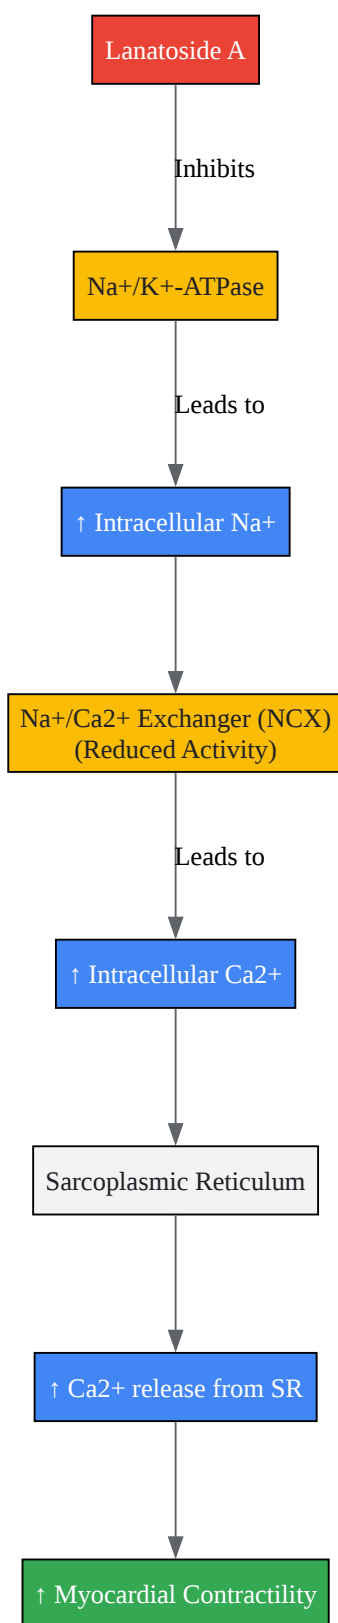 Lanatoside A
Inhibits
Na+/K+-ATPase
Leads to
↑ Intracellular Na+
Na+/Ca2+ Exchanger (NCX)
(Reduced Activity)
Leads to
↑ Intracellular Ca2+
Sarcoplasmic Reticulum
↑ Ca2+ release from SR
↑ Myocardial Contractility